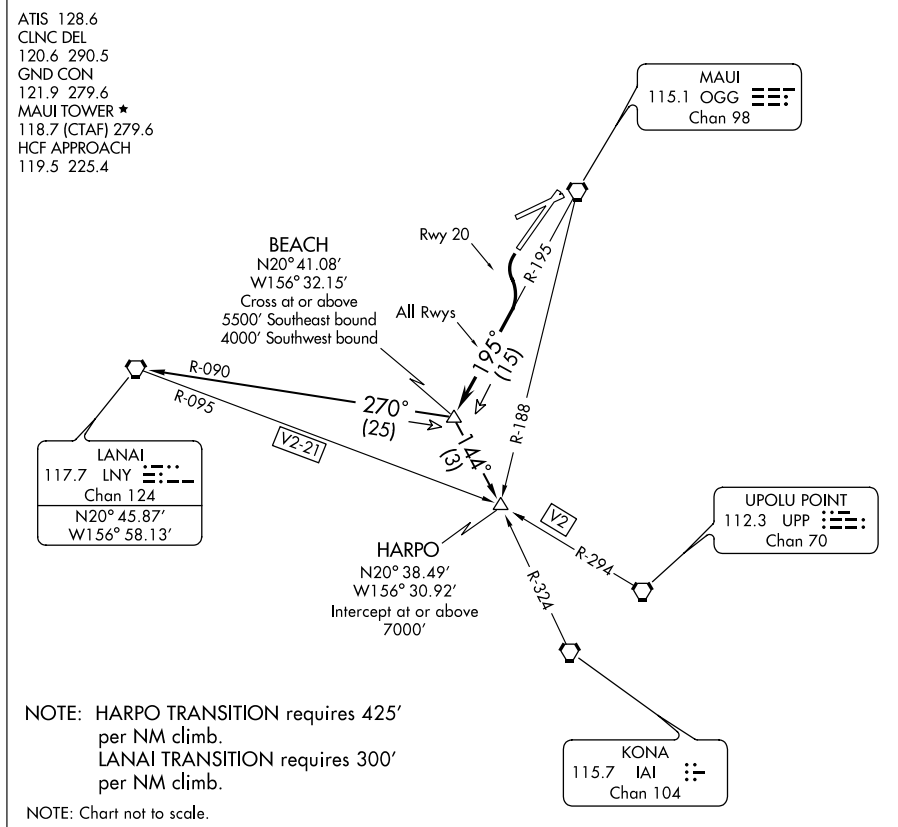 ATIS 128.6
CLNC DEL
120.6 290.5
GND CON
121.9 279.6
MAUI TOWER ★
118.7 (CTAF) 279.6
HCF APPROACH
119.5 225.4
MAUI
115.1 OGG
Chan 98
Rwy 20
R-195
BEACH
N20° 41.08′
W156° 32.15′
Cross at or above
5500′ Southeast bound
4000′ Southwest bound
All Rwys
195°
(15)
R-188
R-090
270°
(25)
R-095
V2-21
144°
(3)
LANAI
117.7 LNY
Chan 124
N20° 45.87′
W156° 58.13′
HARPO
N20° 38.49′
W156° 30.92′
Intercept at or above
7000′
V2
R-294
R-324
UPOLU POINT
112.3 UPP
Chan 70
KONA
115.7 IAI
Chan 104
NOTE: HARPO TRANSITION requires 425′
per NM climb.
LANAI TRANSITION requires 300′
per NM climb.
NOTE: Chart not to scale.